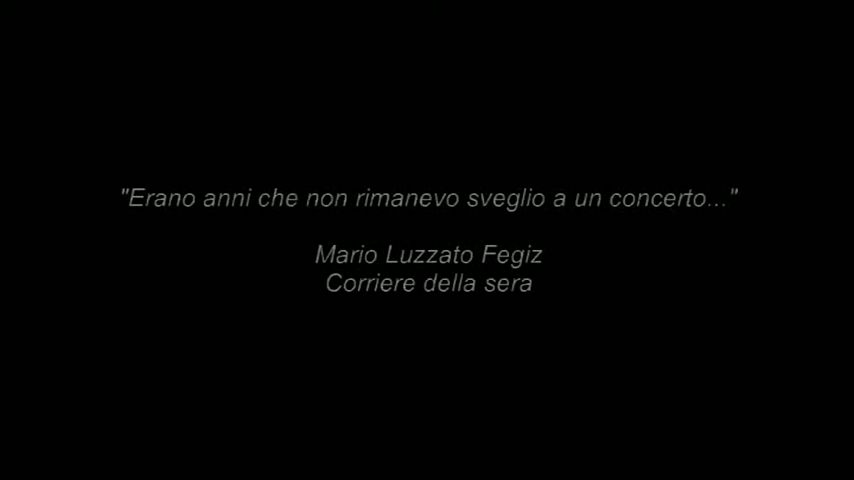 "Erano anni che non rimanevo sveglio a un concerto..."
Mario Luzzato Fegiz
Corriere della sera